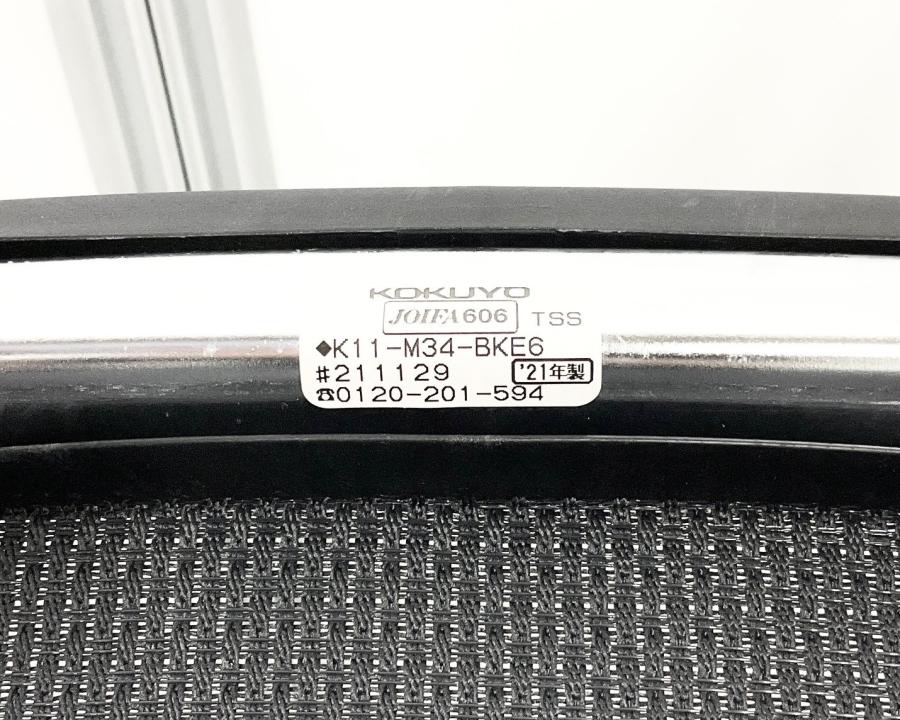 KOKUYO
JOIFA606 TSS
◆K11-M34-BKE6
#211129 '21年製
☎0120-201-594